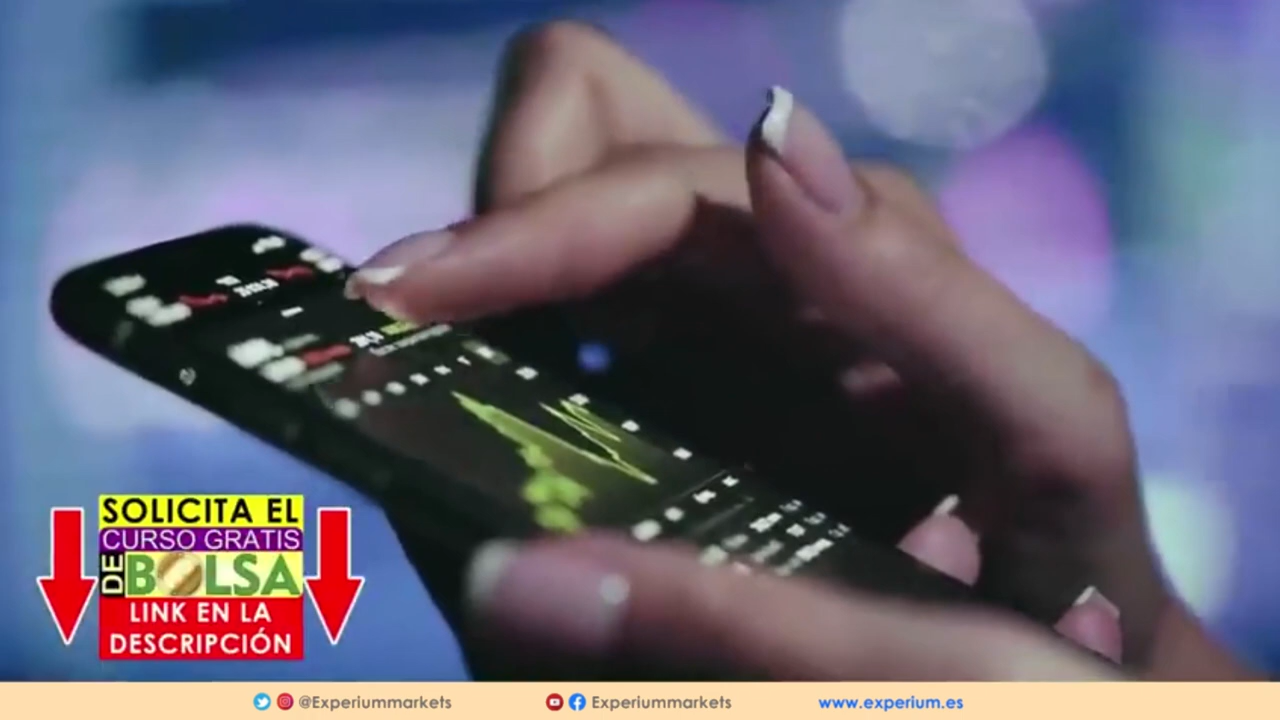 SOLICITA EL
CURSO GRATIS
DE BOLSA
LINK EN LA
DESCRIPCIÓN
@Experiummarkets
Experiummarkets
www.experium.es